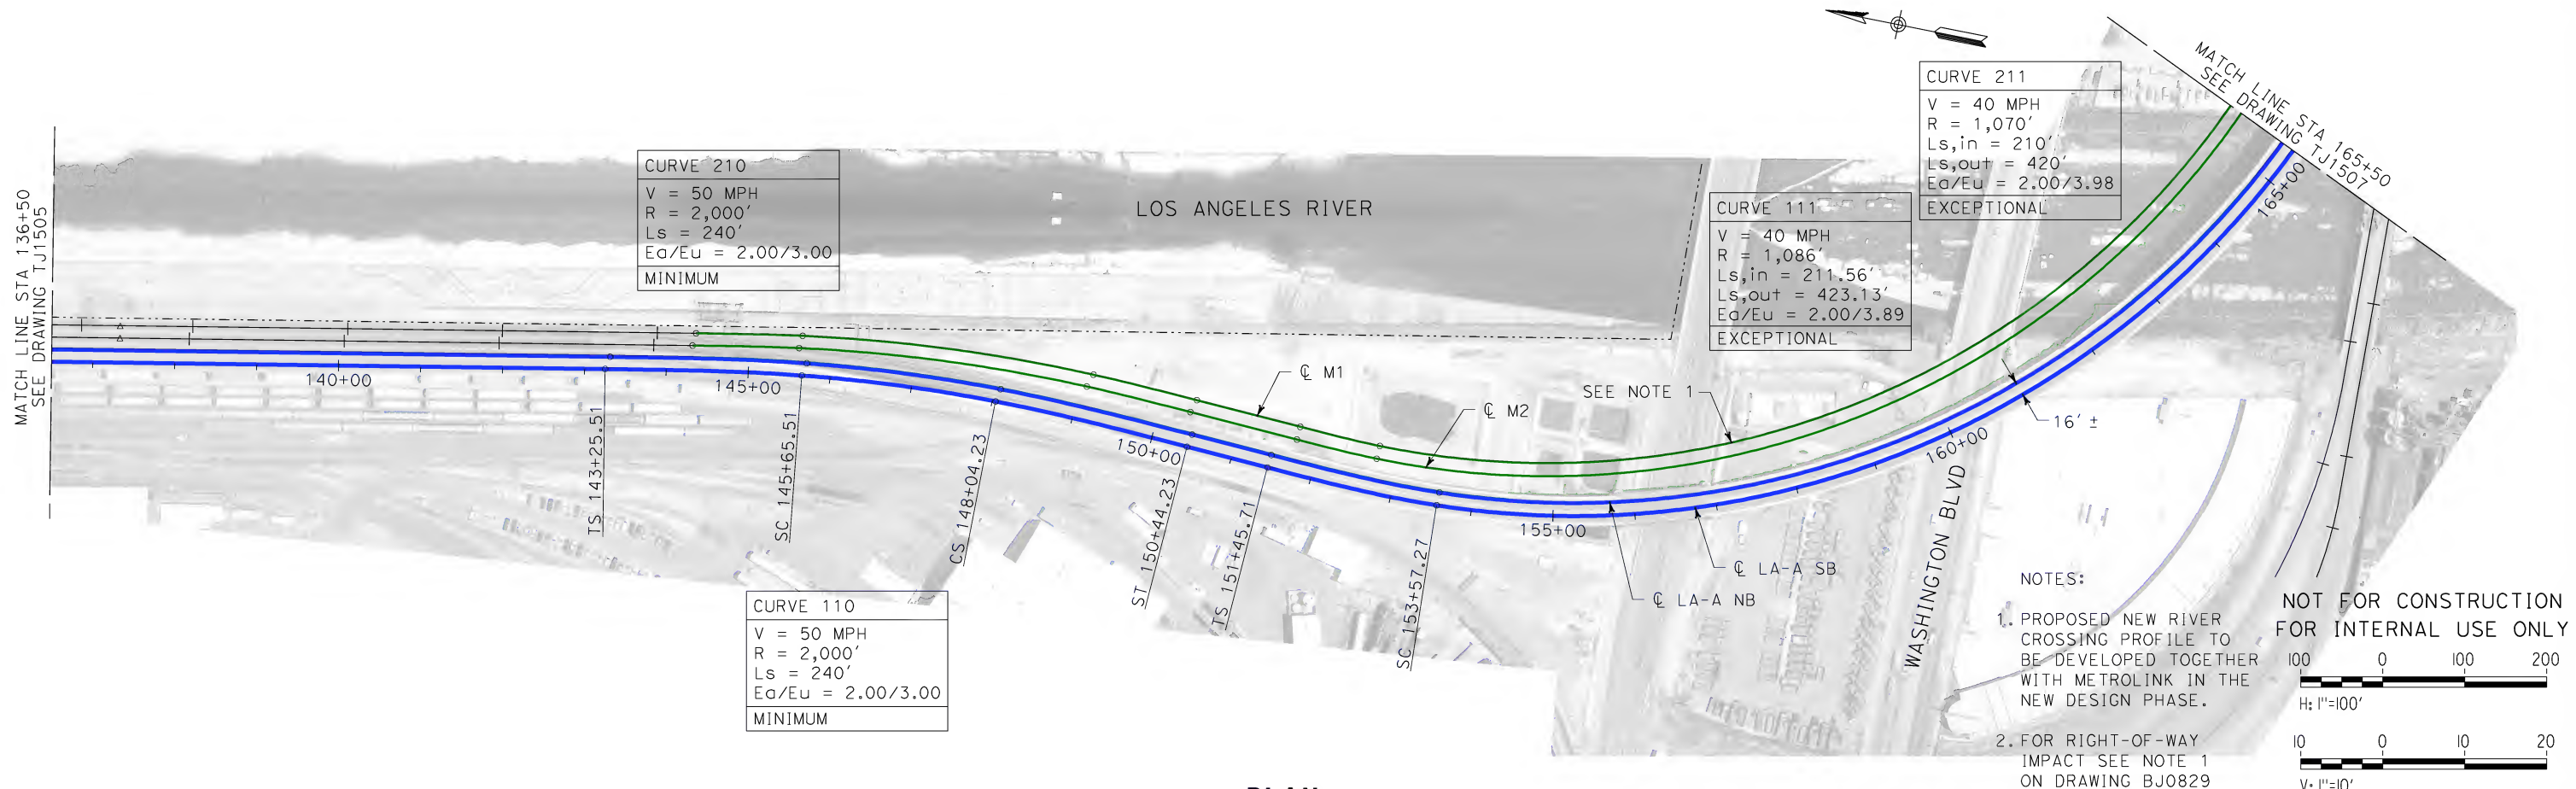 MATCH LINE STA 136+50
SEE DRAWING TJ1505
CURVE 210
V = 50 MPH
R = 2,000′
Ls = 240′
Ea/Eu = 2.00/3.00
MINIMUM
LOS ANGELES RIVER
CURVE 111
V = 40 MPH
R = 1,086′
Ls,in = 211.56′
Ls,out = 423.13′
Ea/Eu = 2.00/3.89
EXCEPTIONAL
CURVE 211
V = 40 MPH
R = 1,070′
Ls,in = 210′
Ls,out = 420′
Ea/Eu = 2.00/3.98
EXCEPTIONAL
MATCH LINE STA 165+50
SEE DRAWING TJ1507
140+00
145+00
150+00
155+00
160+00
165+00
℄ M1
℄ M2
SEE NOTE 1
16′ ±
TS 143+25.51
SC 145+65.51
CS 148+04.23
ST 150+44.23
TS 151+45.71
SC 153+57.27
℄ LA-A SB
℄ LA-A NB
WASHINGTON BLVD
CURVE 110
V = 50 MPH
R = 2,000′
Ls = 240′
Ea/Eu = 2.00/3.00
MINIMUM
NOTES:
1. PROPOSED NEW RIVER
CROSSING PROFILE TO
BE DEVELOPED TOGETHER
WITH METROLINK IN THE
NEW DESIGN PHASE.
2. FOR RIGHT-OF-WAY
IMPACT SEE NOTE 1
ON DRAWING BJ0829
NOT FOR CONSTRUCTION
FOR INTERNAL USE ONLY
100 0 100 200
H: 1"=100′
10 0 10 20
V: 1"=10′
PLAN